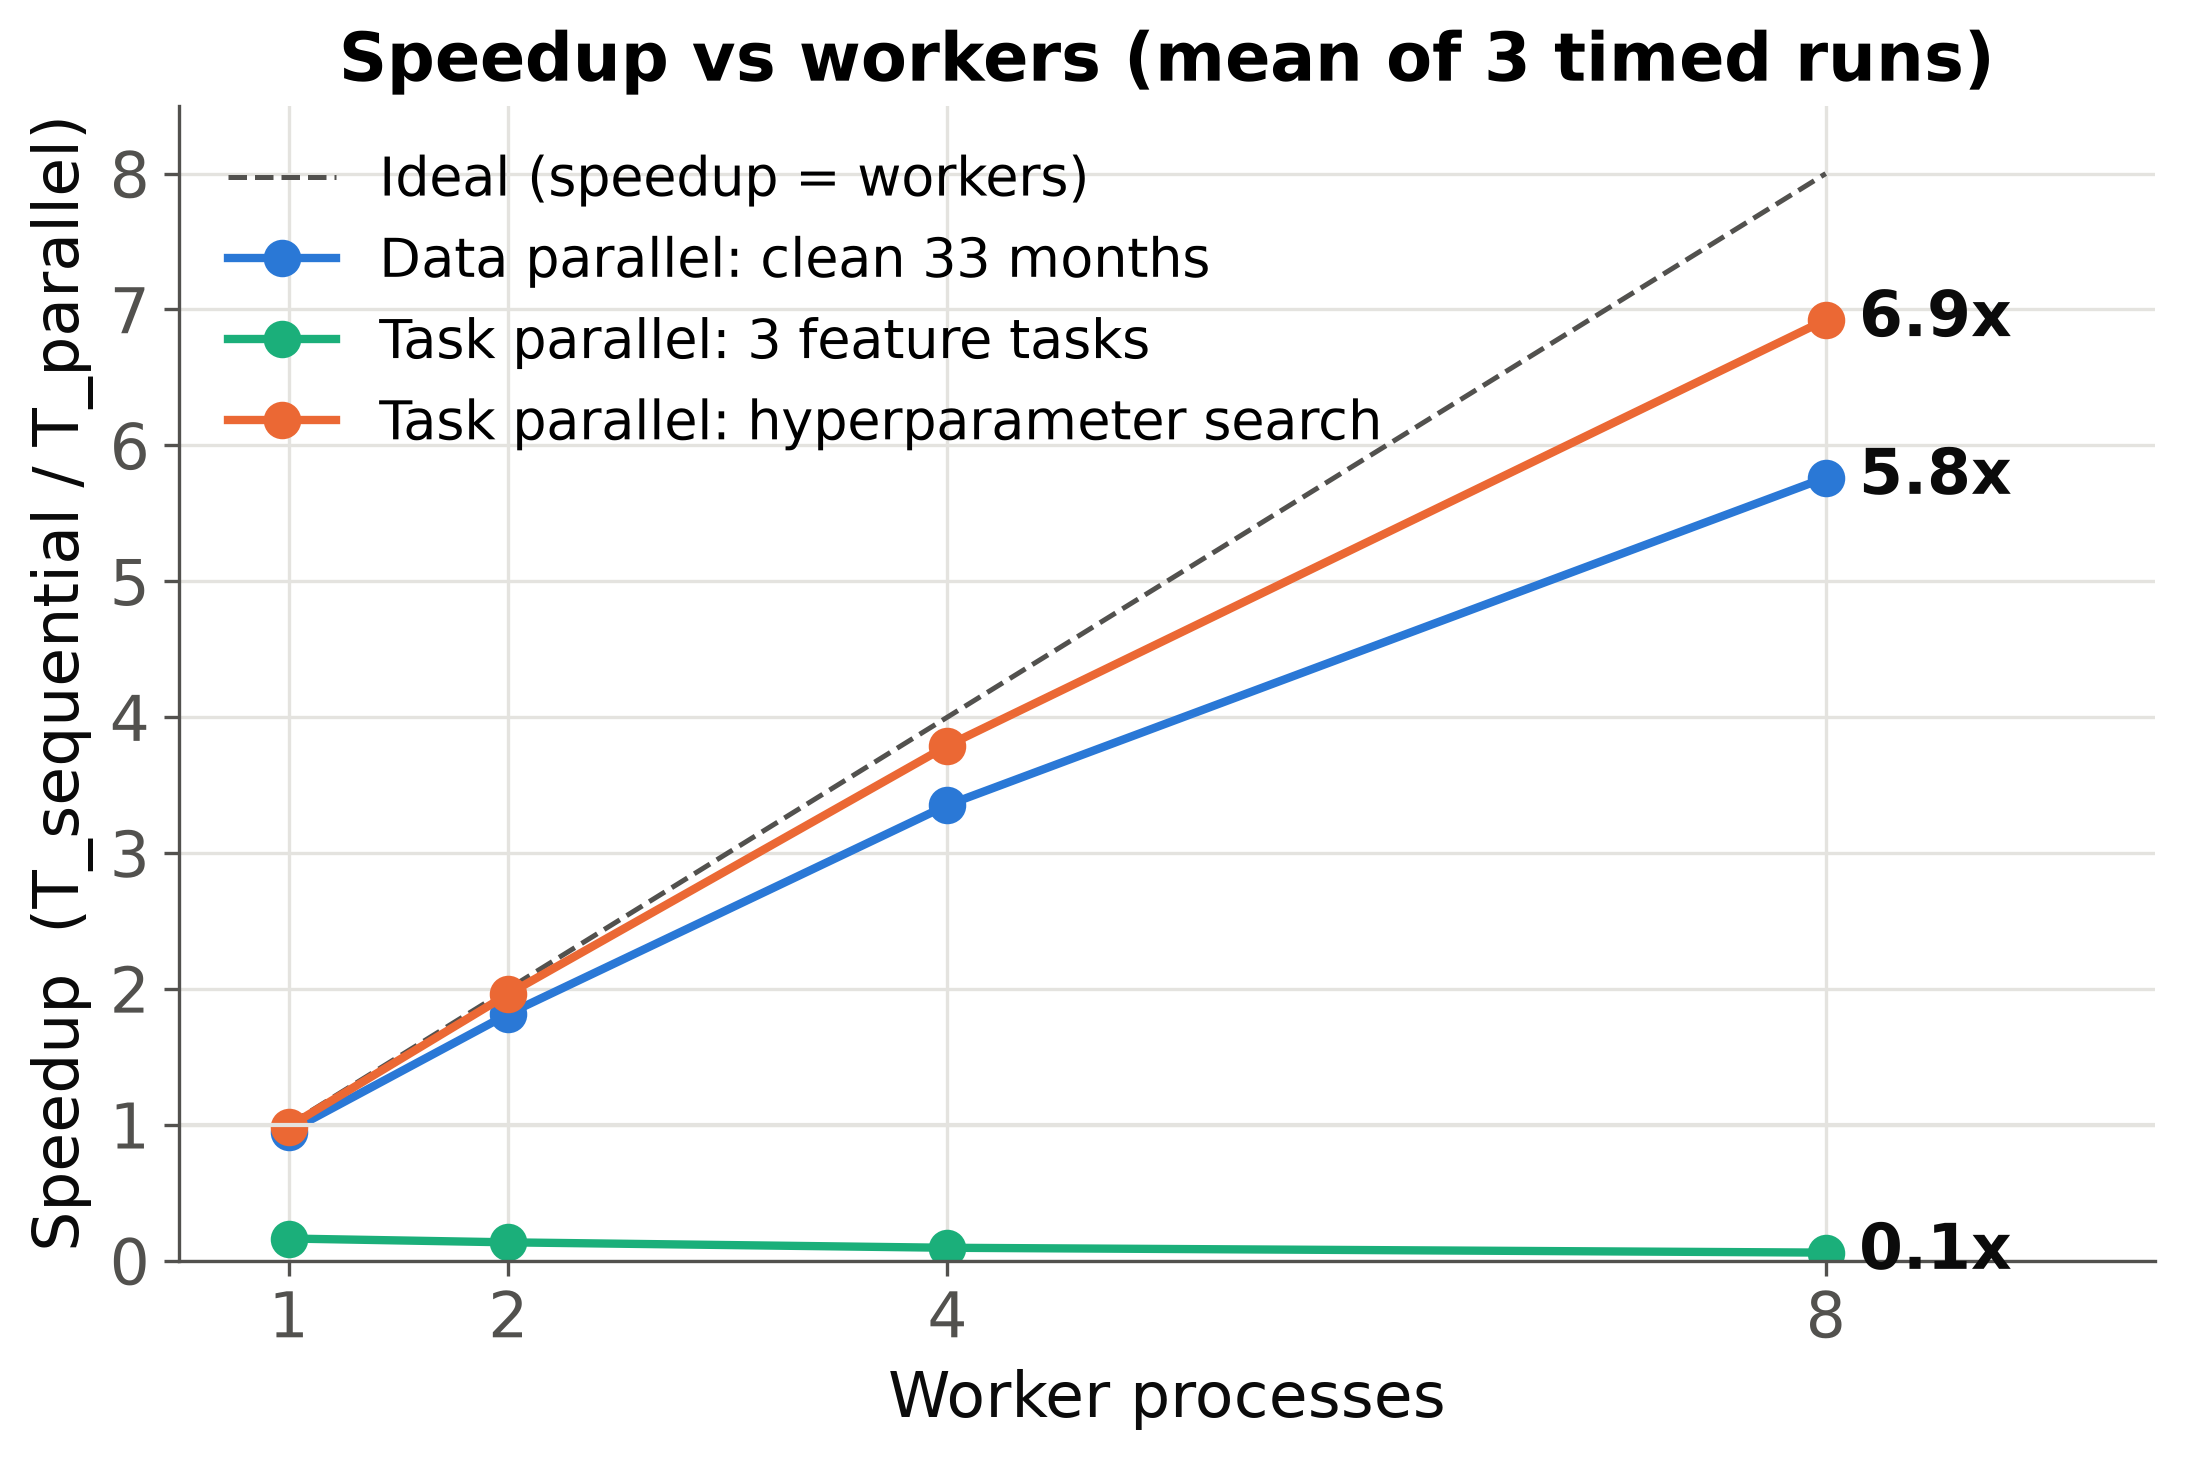 Speedup vs workers (mean of 3 timed runs)
Speedup (T_sequential / T_parallel)
8
7
6
5
4
3
2
1
0
Ideal (speedup = workers)
Data parallel: clean 33 months
Task parallel: 3 feature tasks
Task parallel: hyperparameter search
6.9x
5.8x
0.1x
1 2 4 8
Worker processes